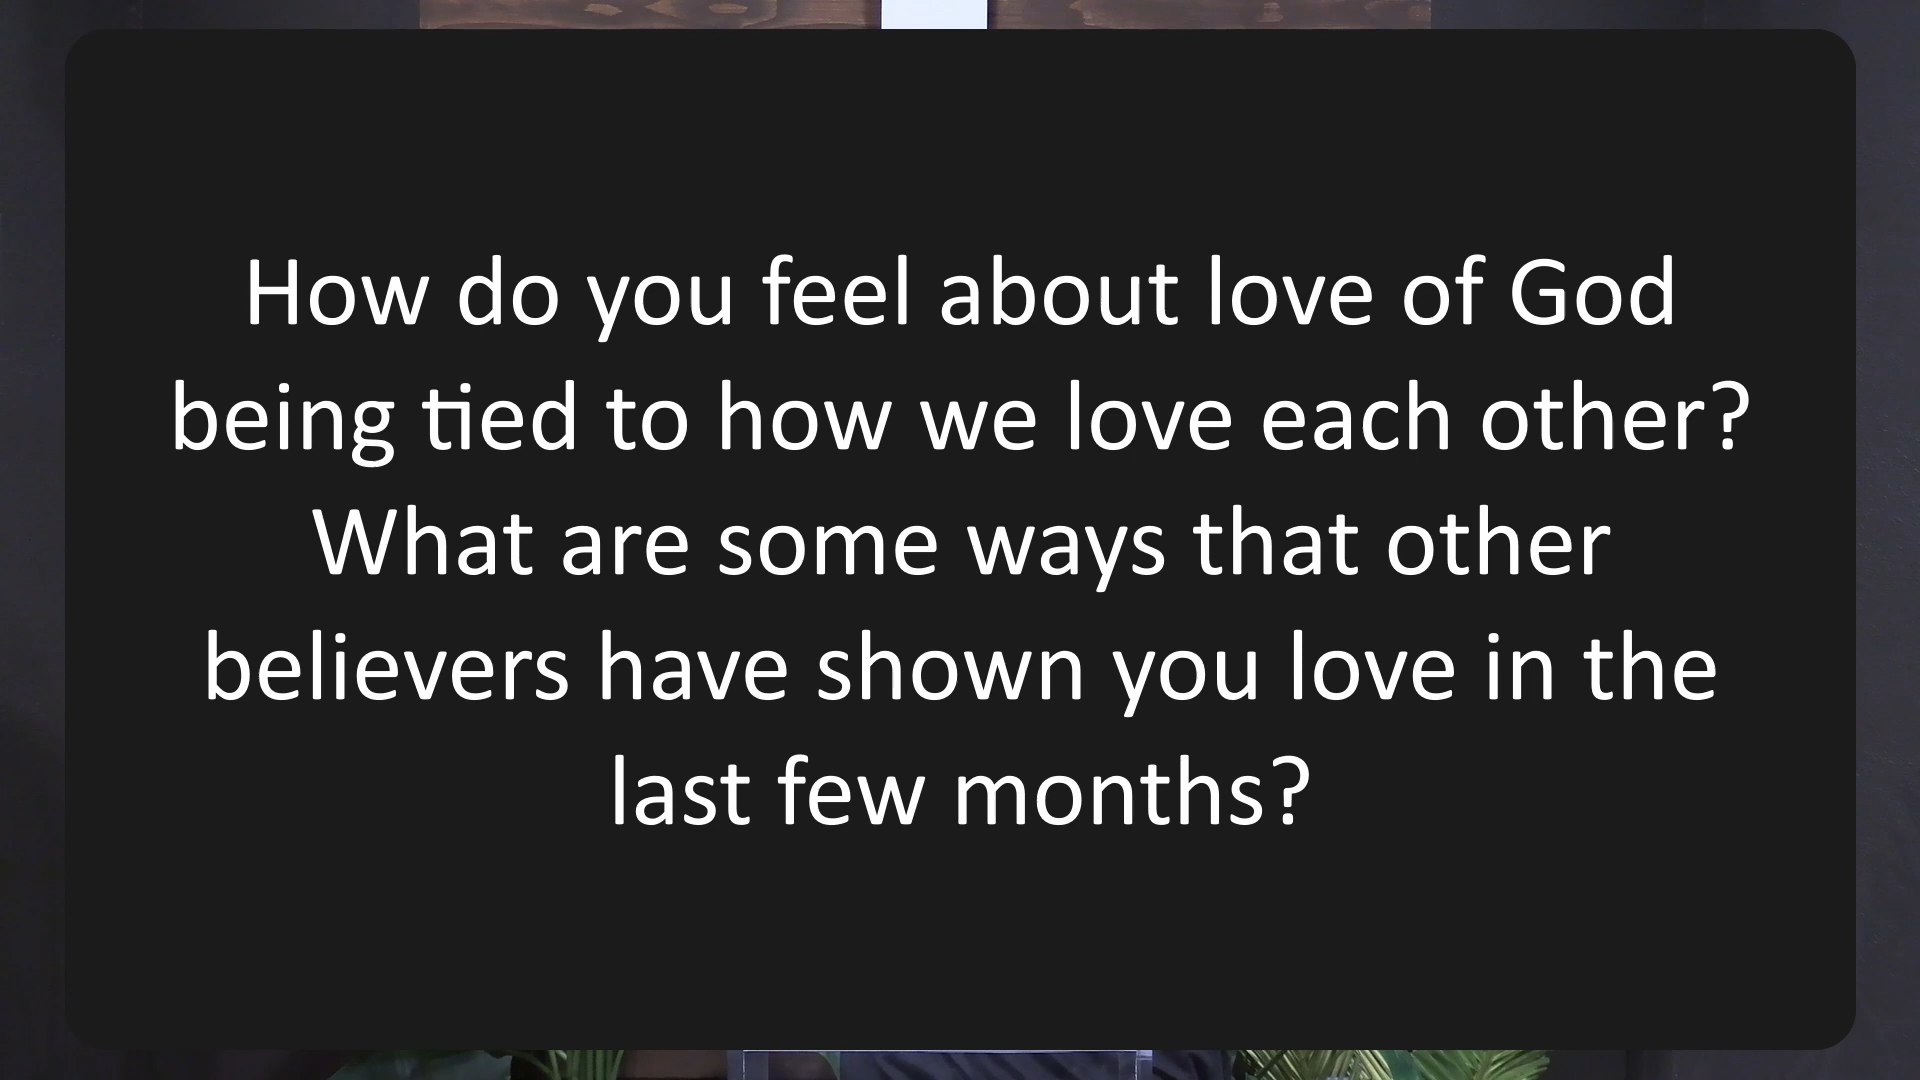 How do you feel about love of God
being tied to how we love each other?
What are some ways that other
believers have shown you love in the
last few months?